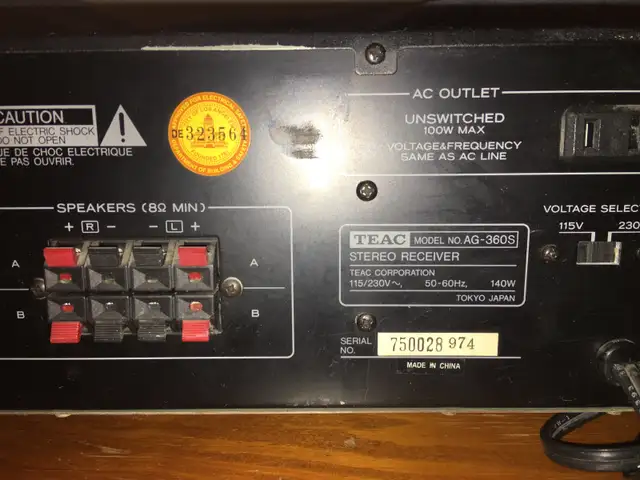 CAUTION
OF ELECTRIC SHOCK
DO NOT OPEN
UE DE CHOC ELECTRIQUE
E PAS OUVRIR.
DE 323564
AC OUTLET
UNSWITCHED
100W MAX
VOLTAGE&FREQUENCY
SAME AS AC LINE
SPEAKERS (8Ω MIN)
+ R - - L +
A A
B B
TEAC MODEL NO. AG-360S
STEREO RECEIVER
TEAC CORPORATION
115/230V~, 50-60Hz, 140W
TOKYO JAPAN
SERIAL NO. 750028 974
MADE IN CHINA
VOLTAGE SELEC
115V 230